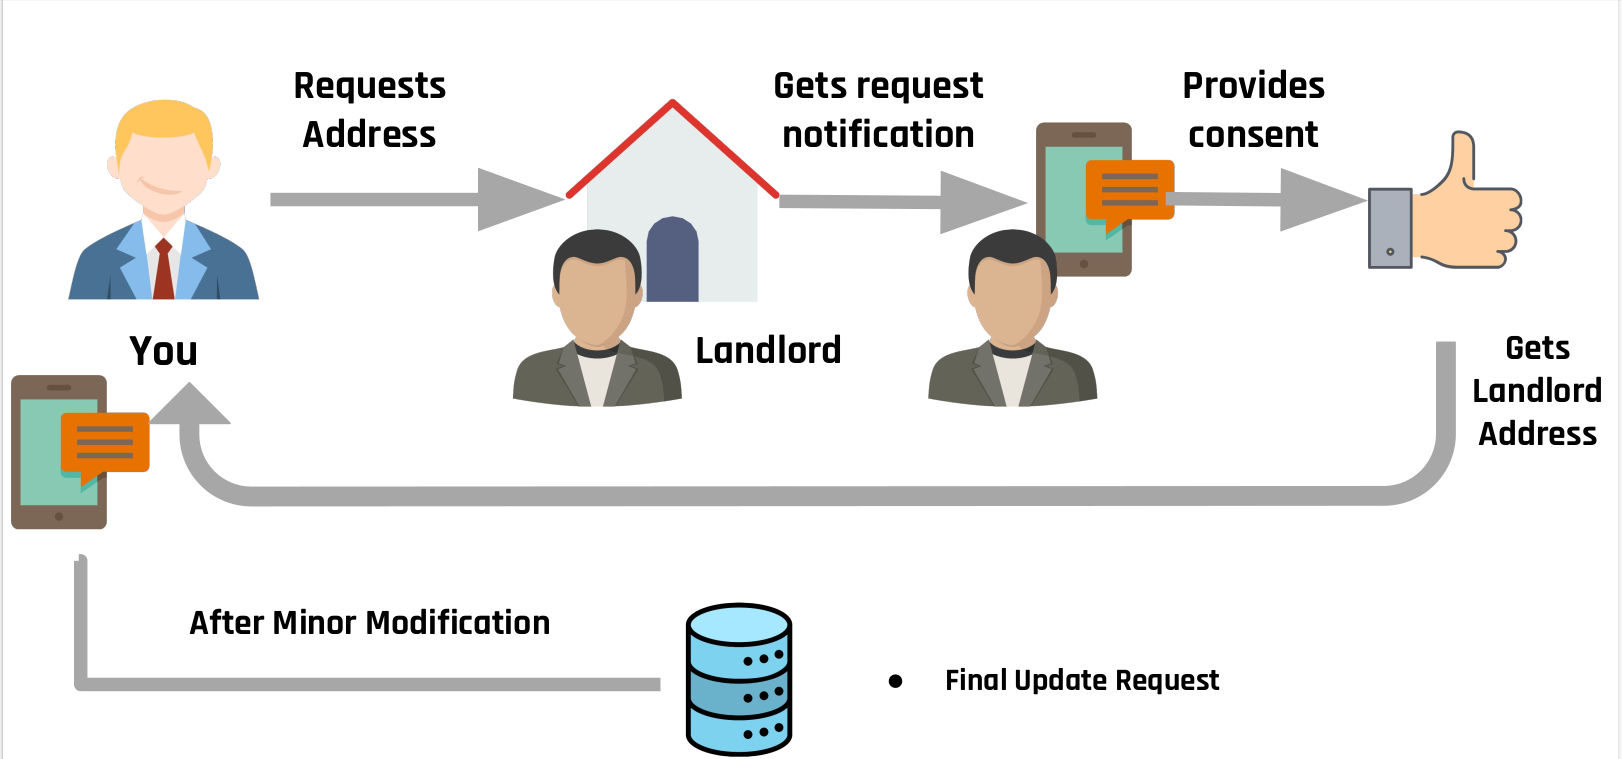 Requests
Address
Gets request
notification
Provides
consent
You
Landlord
Gets
Landlord
Address
After Minor Modification
• Final Update Request